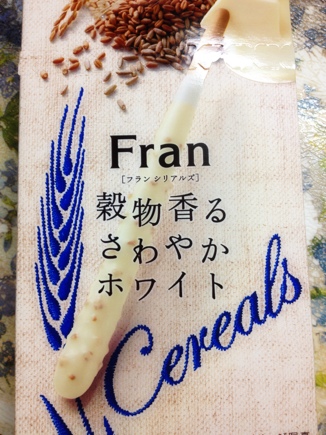 Fran
[フラン シリアルズ]
穀物香る
さわやか
ホワイト
Cereals